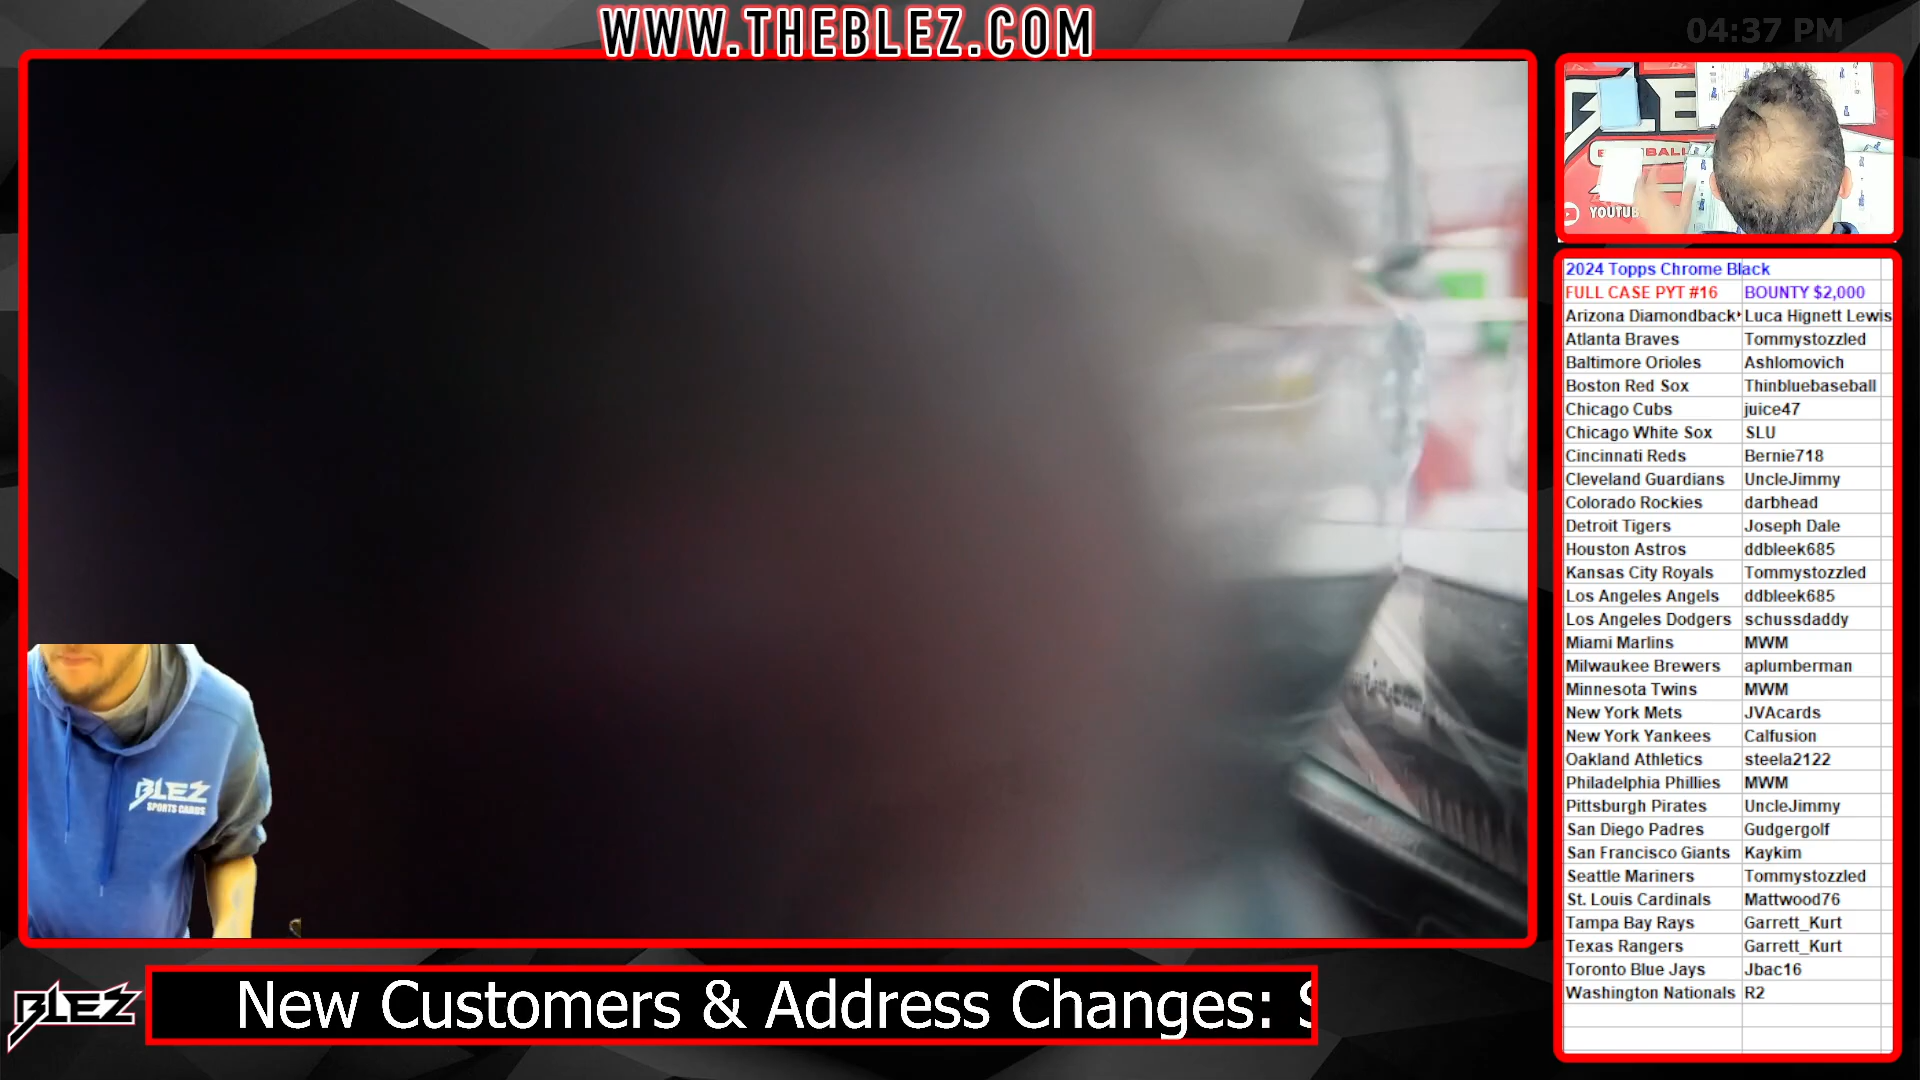 WWW.THEBLEZ.COM
04:37 PM
YOUTUB
2024 Topps Chrome Black
FULL CASE PYT #16 BOUNTY $2,000
Arizona Diamondback Luca Hignett Lewis
Atlanta Braves Tommystozzled
Baltimore Orioles Ashlomovich
Boston Red Sox Thinbluebaseball
Chicago Cubs juice47
Chicago White Sox SLU
Cincinnati Reds Bernie718
Cleveland Guardians UncleJimmy
Colorado Rockies darbhead
Detroit Tigers Joseph Dale
Houston Astros ddbleek685
Kansas City Royals Tommystozzled
Los Angeles Angels ddbleek685
Los Angeles Dodgers schussdaddy
Miami Marlins MWM
Milwaukee Brewers aplumberman
Minnesota Twins MWM
New York Mets JVAcards
New York Yankees Calfusion
Oakland Athletics steela2122
Philadelphia Phillies MWM
Pittsburgh Pirates UncleJimmy
San Diego Padres Gudgergolf
San Francisco Giants Kaykim
Seattle Mariners Tommystozzled
St. Louis Cardinals Mattwood76
Tampa Bay Rays Garrett_Kurt
Texas Rangers Garrett_Kurt
Toronto Blue Jays Jbac16
Washington Nationals R2
BLEZ
SPORTS CARDS
BLEZ
New Customers & Address Changes: S